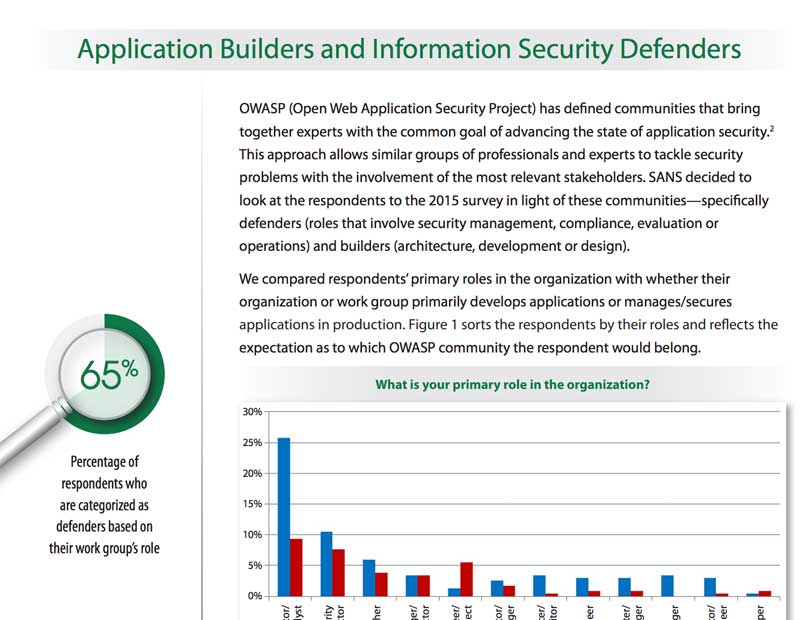 Application Builders and Information Security Defenders
OWASP (Open Web Application Security Project) has defined communities that bring
together experts with the common goal of advancing the state of application security.2
This approach allows similar groups of professionals and experts to tackle security
problems with the involvement of the most relevant stakeholders. SANS decided to
look at the respondents to the 2015 survey in light of these communities—specifically
defenders (roles that involve security management, compliance, evaluation or
operations) and builders (architecture, development or design).
We compared respondents' primary roles in the organization with whether their
organization or work group primarily develops applications or manages/secures
applications in production. Figure 1 sorts the respondents by their roles and reflects the
expectation as to which OWASP community the respondent would belong.
65%
Percentage of
respondents who
are categorized as
defenders based on
their work group's role
What is your primary role in the organization?
30%
25%
20%
15%
10%
5%
0%